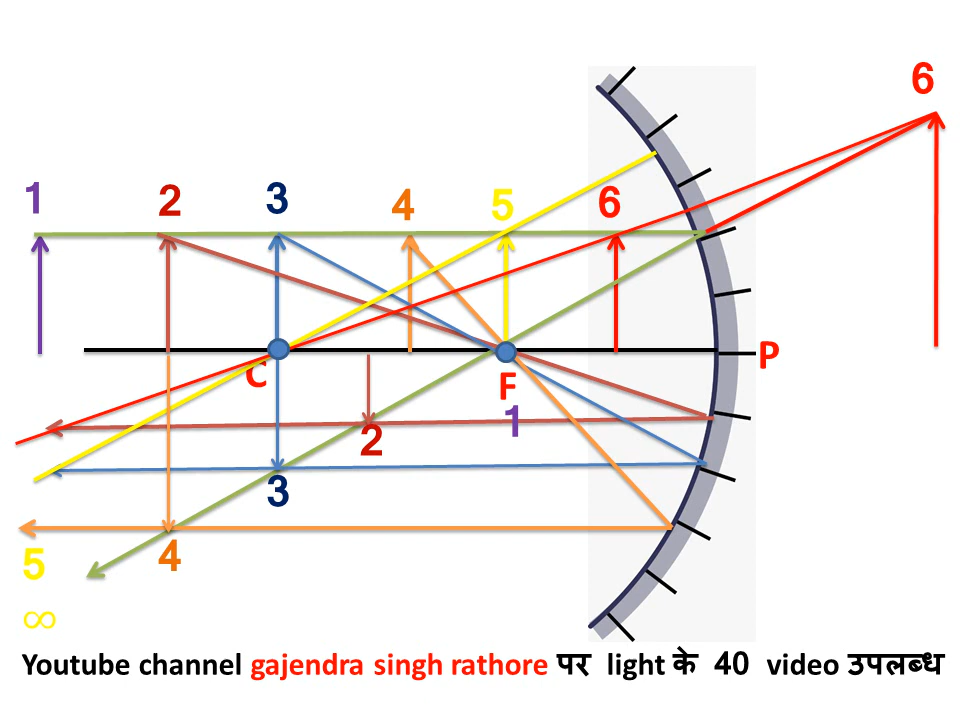 6
1 2 3 4 5 6
P
C
F
1
2
3
4
5
∞
Youtube channel gajendra singh rathore पर light के 40 video उपलब्ध